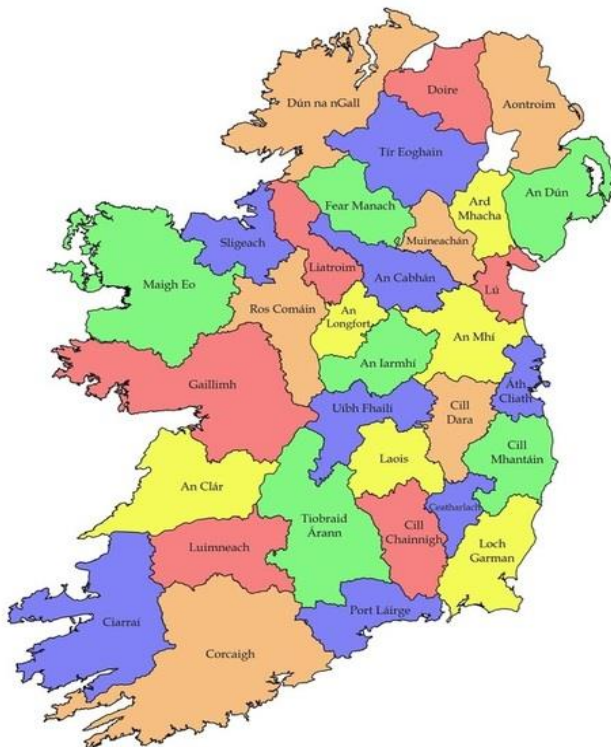 Dún na nGall
Doire
Aontroim
Tír Eoghain
Fear Manach
Ard
Mhacha
An Dún
Muineachán
Sligeach
Liatroim
An Cabhán
Lú
Maigh Eo
Ros Comáin
An
Longfort
An Mhí
An Iarmhí
Gaillimh
Áth
Cliath
Uíbh Fhailí
Cill
Dara
Cill
Mhantáin
Laois
An Clár
Tiobraid
Árann
Ceatharlach
Cill
Chainnigh
Loch
Garman
Luimneach
Port Láirge
Ciarraí
Corcaigh